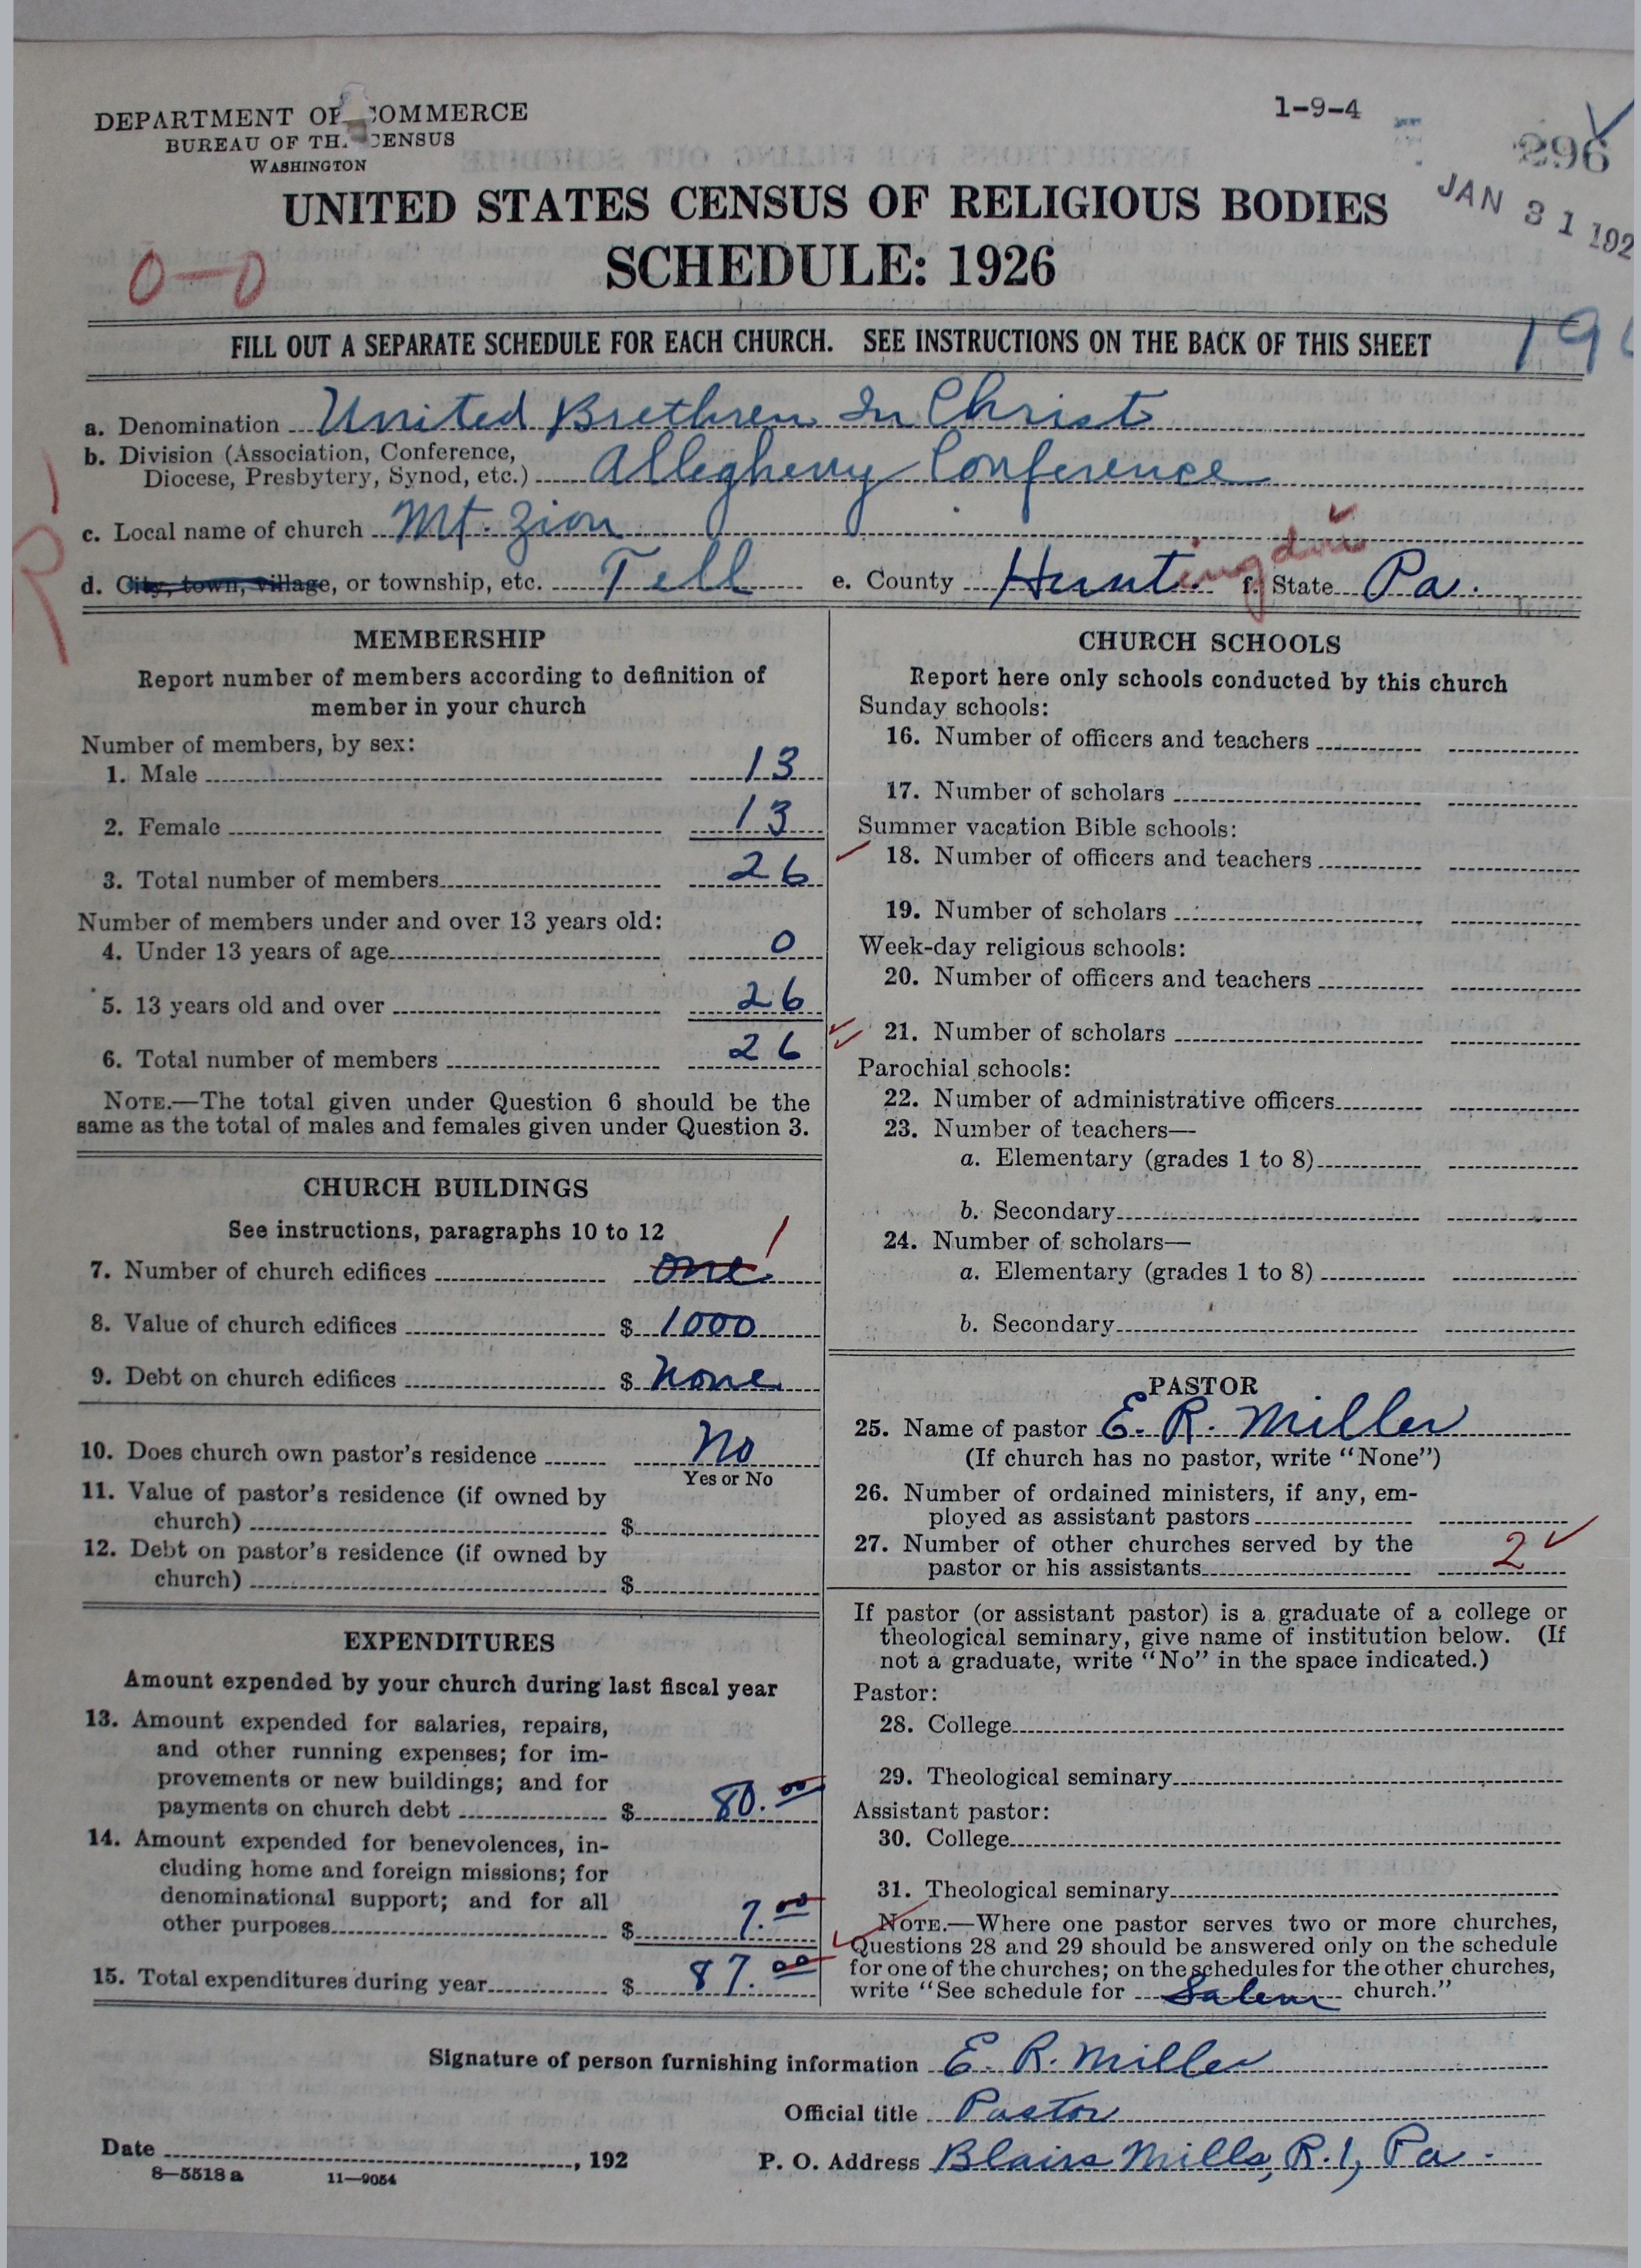 DEPARTMENT OF COMMERCE
BUREAU OF THE CENSUS
WASHINGTON
1-9-4
296
JAN 31 192
UNITED STATES CENSUS OF RELIGIOUS BODIES
SCHEDULE: 1926
0-0
FILL OUT A SEPARATE SCHEDULE FOR EACH CHURCH. SEE INSTRUCTIONS ON THE BACK OF THIS SHEET
a. Denomination United Brethren In Christ
b. Division (Association, Conference,
Diocese, Presbytery, Synod, etc.) Allegheny Conference
c. Local name of church Mt. Zion
d. City, town, village, or township, etc. Tell e. County Huntingdon f. State Pa.
R
MEMBERSHIP
Report number of members according to definition of
member in your church
Number of members, by sex:
1. Male 13
2. Female 13
3. Total number of members 26
Number of members under and over 13 years old:
4. Under 13 years of age 0
5. 13 years old and over 26
6. Total number of members 26
NOTE.—The total given under Question 6 should be the
same as the total of males and females given under Question 3.
CHURCH BUILDINGS
See instructions, paragraphs 10 to 12
7. Number of church edifices one 1
8. Value of church edifices $ 1000
9. Debt on church edifices $ none
10. Does church own pastor's residence No
Yes or No
11. Value of pastor's residence (if owned by
church) $
12. Debt on pastor's residence (if owned by
church) $
EXPENDITURES
Amount expended by your church during last fiscal year
13. Amount expended for salaries, repairs,
and other running expenses; for im-
provements or new buildings; and for
payments on church debt $ 80.00
14. Amount expended for benevolences, in-
cluding home and foreign missions; for
denominational support; and for all
other purposes $ 7.00
15. Total expenditures during year $ 87.00
CHURCH SCHOOLS
Report here only schools conducted by this church
Sunday schools:
16. Number of officers and teachers
17. Number of scholars
Summer vacation Bible schools:
18. Number of officers and teachers
19. Number of scholars
Week-day religious schools:
20. Number of officers and teachers
21. Number of scholars
Parochial schools:
22. Number of administrative officers
23. Number of teachers—
a. Elementary (grades 1 to 8)
b. Secondary
24. Number of scholars—
a. Elementary (grades 1 to 8)
b. Secondary
PASTOR
25. Name of pastor E. R. Miller
(If church has no pastor, write "None")
26. Number of ordained ministers, if any, em-
ployed as assistant pastors
27. Number of other churches served by the
pastor or his assistants 2
If pastor (or assistant pastor) is a graduate of a college or
theological seminary, give name of institution below. (If
not a graduate, write "No" in the space indicated.)
Pastor:
28. College
29. Theological seminary
Assistant pastor:
30. College
31. Theological seminary
NOTE.—Where one pastor serves two or more churches,
Questions 28 and 29 should be answered only on the schedule
for one of the churches; on the schedules for the other churches,
write "See schedule for Salem church."
Signature of person furnishing information E. R. Miller
Official title Pastor
Date , 192
P. O. Address Blairs Mills, R. 1, Pa.
8—5518 a 11—9054